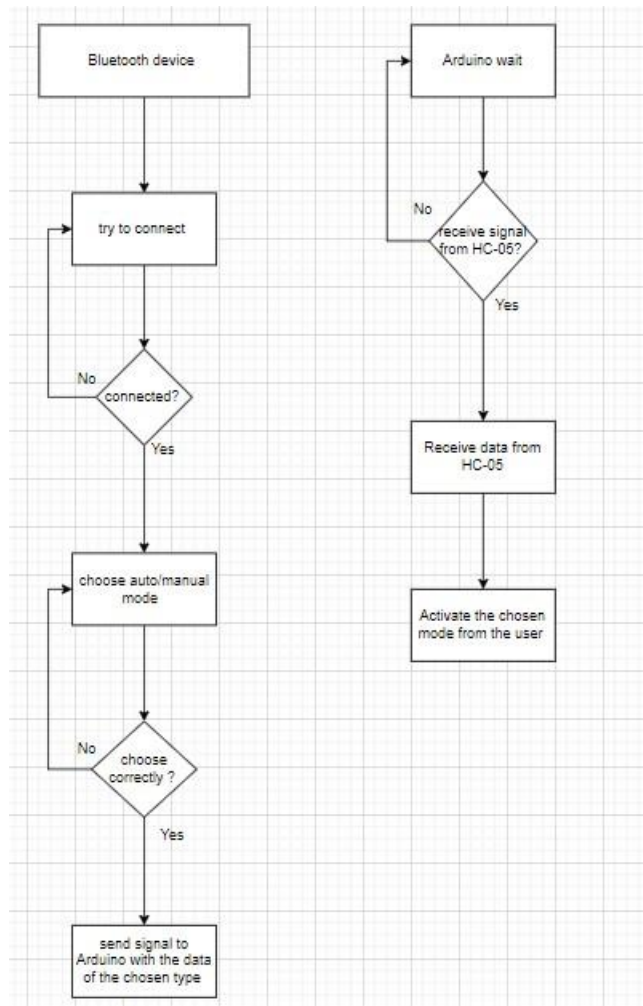 Bluetooth device
try to connect
No
connected?
Yes
choose auto/manual
mode
No
choose
correctly ?
Yes
send signal to
Arduino with the data
of the chosen type
Arduino wait
No
receive signal
from HC-05?
Yes
Receive data from
HC-05
Activate the chosen
mode from the user